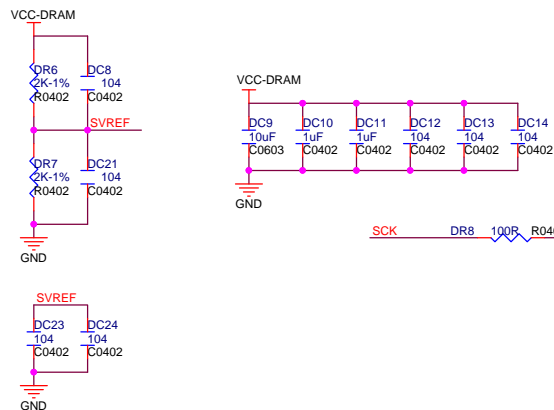 VCC-DRAM
DR6
2K-1%
R0402
DC8
104
C0402
SVREF
DR7
2K-1%
R0402
DC21
104
C0402
GND
VCC-DRAM
DC9
10uF
C0603
DC10
1uF
C0402
DC11
1uF
C0402
DC12
104
C0402
DC13
104
C0402
DC14
104
C0402
GND
SCK
DR8
100R
SVREF
DC23
104
C0402
DC24
104
C0402
GND